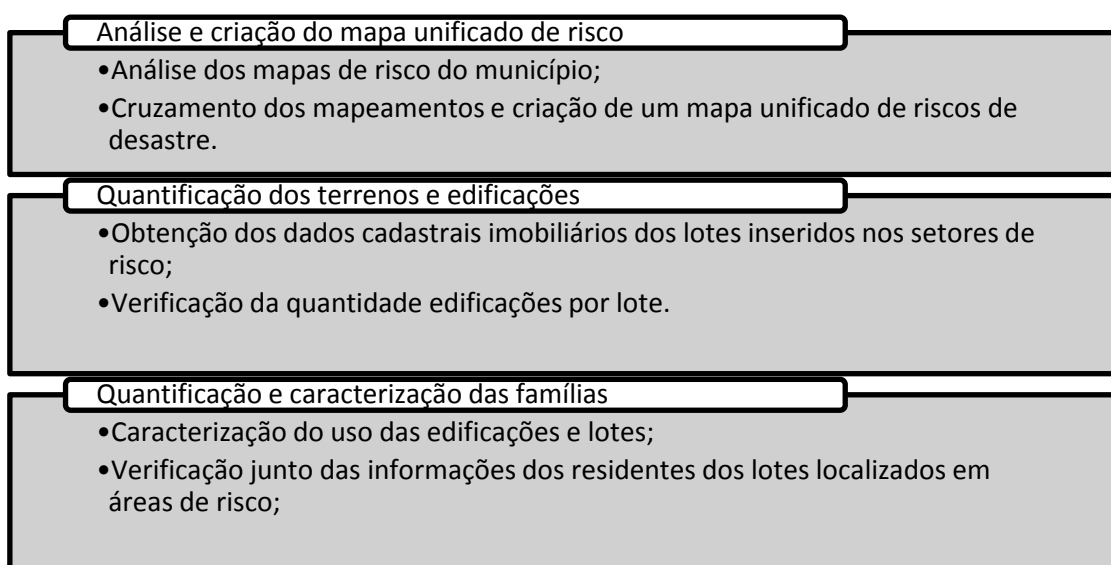 Análise e criação do mapa unificado de risco
•Análise dos mapas de risco do município;
•Cruzamento dos mapeamentos e criação de um mapa unificado de riscos de
desastre.
Quantificação dos terrenos e edificações
•Obtenção dos dados cadastrais imobiliários dos lotes inseridos nos setores de
risco;
•Verificação da quantidade edificações por lote.
Quantificação e caracterização das famílias
•Caracterização do uso das edificações e lotes;
•Verificação junto das informações dos residentes dos lotes localizados em
áreas de risco;